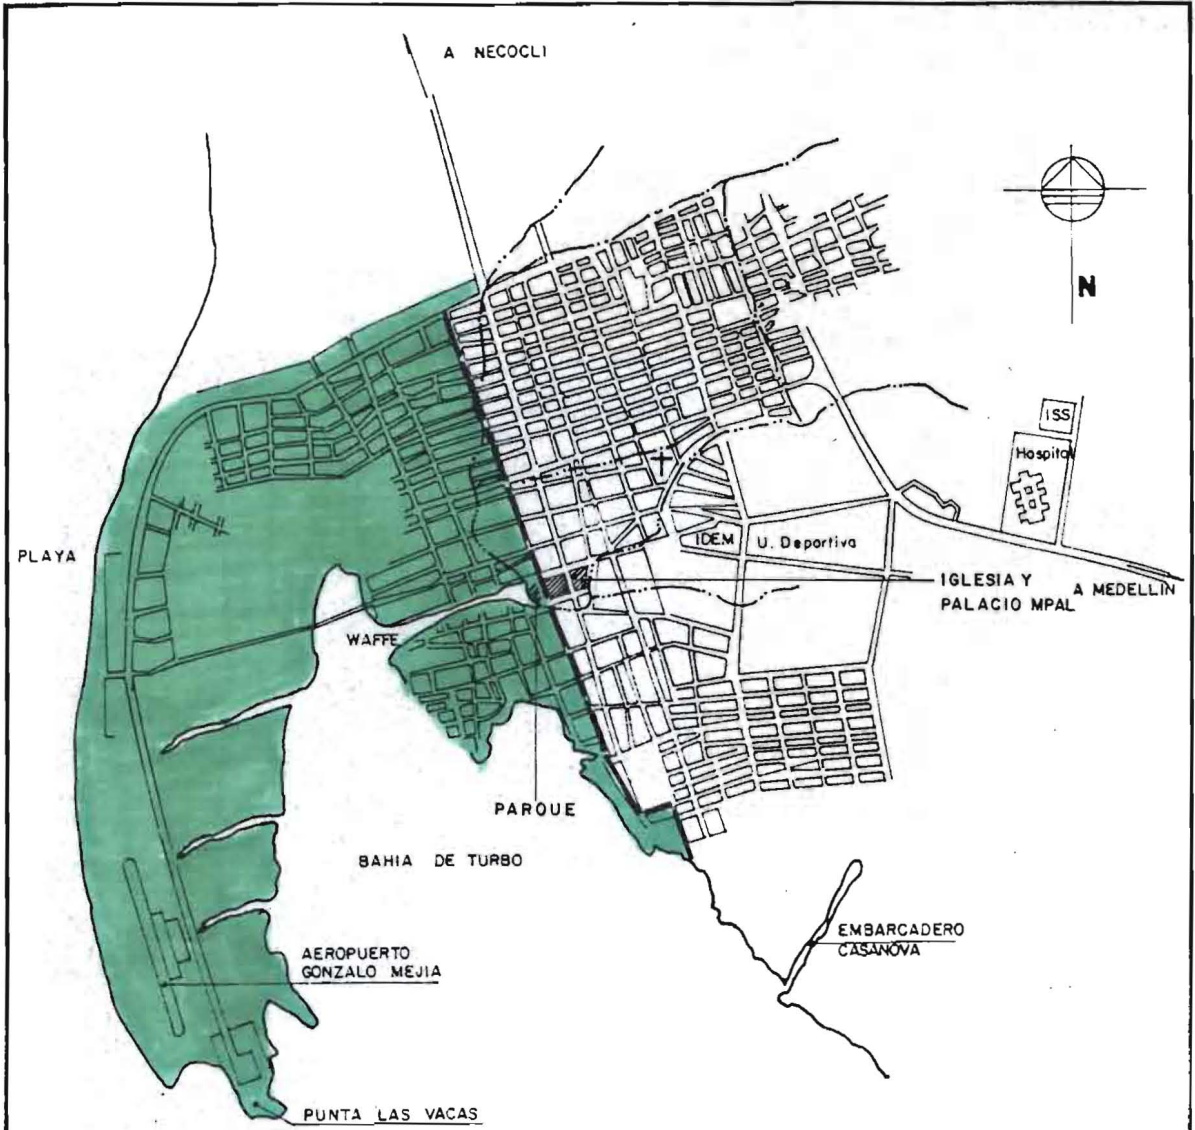 A NECOCLI
N
ISS
Hospital
PLAYA
IDEM
U. Deportiva
IGLESIA Y
PALACIO MPAL
A MEDELLIN
WAFFE
PARQUE
BAHIA DE TURBO
EMBARCADERO
CASANOVA
AEROPUERTO
GONZALO MEJIA
PUNTA LAS VACAS